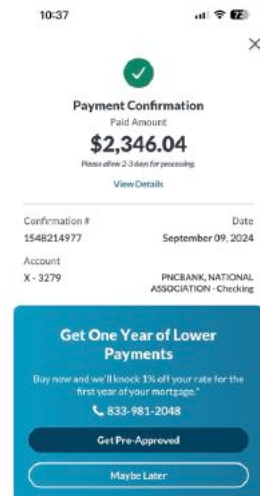 10:37
72
Payment Confirmation
Paid Amount
$2,346.04
Please allow 2-3 days for processing.
View Details
Confirmation # Date
1548214977 September 09, 2024
Account
X - 3279 PNCBANK, NATIONAL
ASSOCIATION - Checking
Get One Year of Lower
Payments
Buy now and we'll knock 1% off your rate for the
first year of your mortgage.*
833-981-2048
Get Pre-Approved
Maybe Later